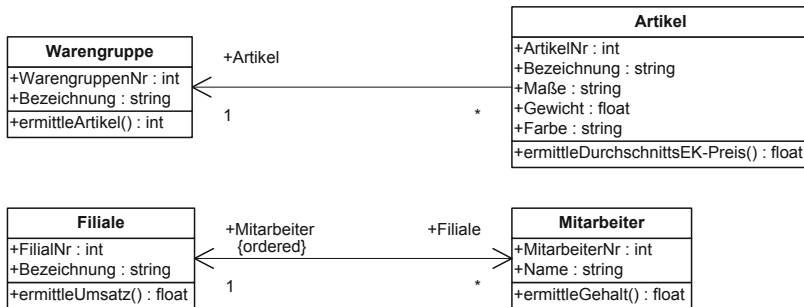 Warengruppe
+WarengruppenNr : int
+Bezeichnung : string
+ermittleArtikel() : int
+Artikel
1
*
Artikel
+ArtikelNr : int
+Bezeichnung : string
+Maße : string
+Gewicht : float
+Farbe : string
+ermittleDurchschnittsEK-Preis() : float
Filiale
+FilialNr : int
+Bezeichnung : string
+ermittleUmsatz() : float
+Mitarbeiter
{ordered}
+Filiale
1
*
Mitarbeiter
+MitarbeiterNr : int
+Name : string
+ermittleGehalt() : float